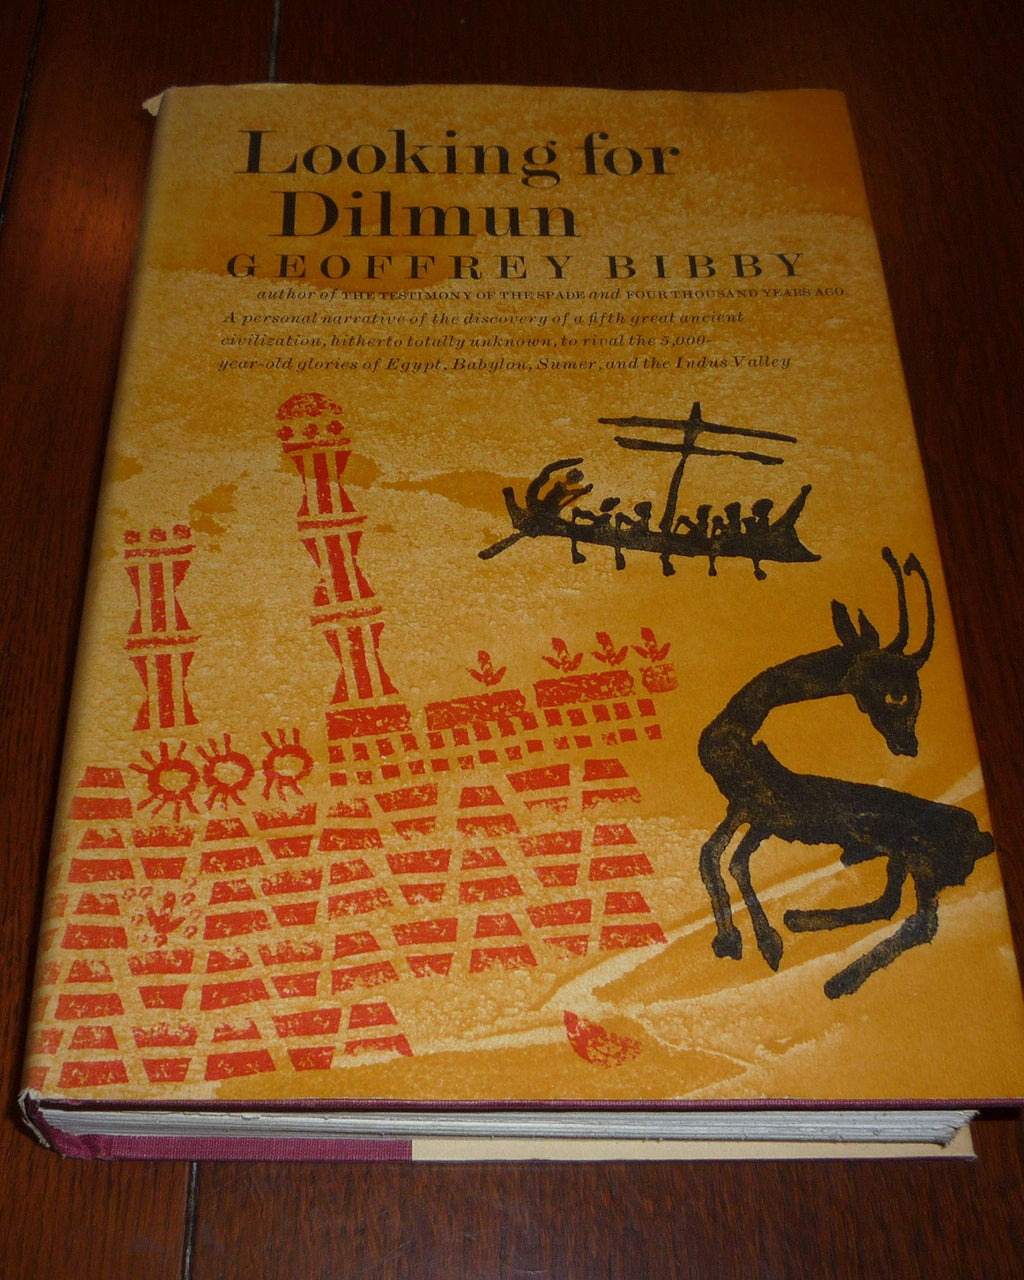 Looking for
Dilmun
GEOFFREY BIBBY
author of THE TESTIMONY OF THE SPADE and FOUR THOUSAND YEARS AGO
A personal narrative of the discovery of a fifth great ancient
civilization, hitherto totally unknown, to rival the 5,000-
year-old glories of Egypt, Babylon, Sumer, and the Indus Valley